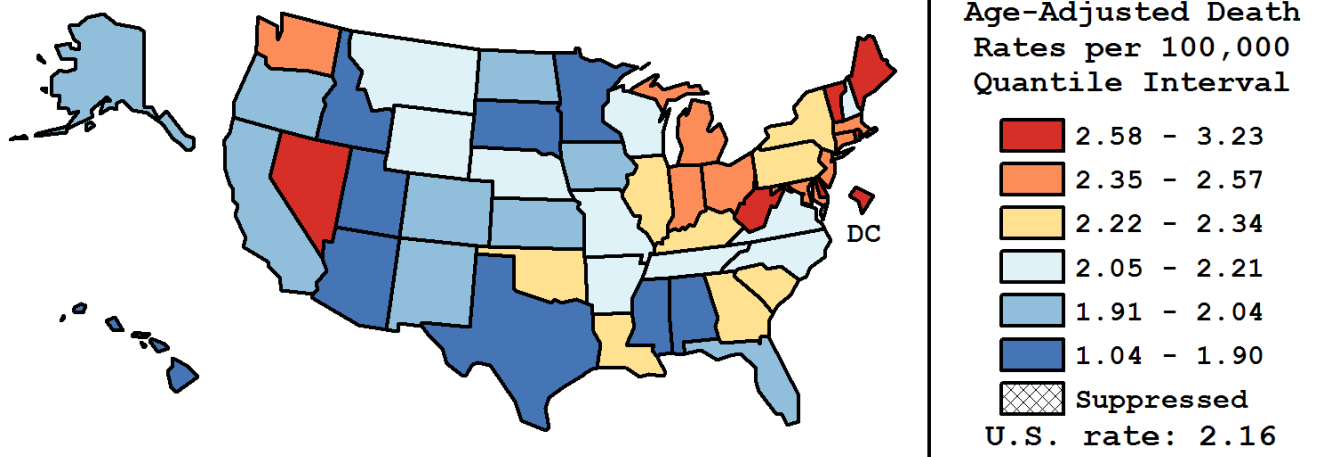 Age-Adjusted Death
Rates per 100,000
Quantile Interval
2.58 - 3.23
2.35 - 2.57
2.22 - 2.34
2.05 - 2.21
1.91 - 2.04
1.04 - 1.90
Suppressed
U.S. rate: 2.16
DC